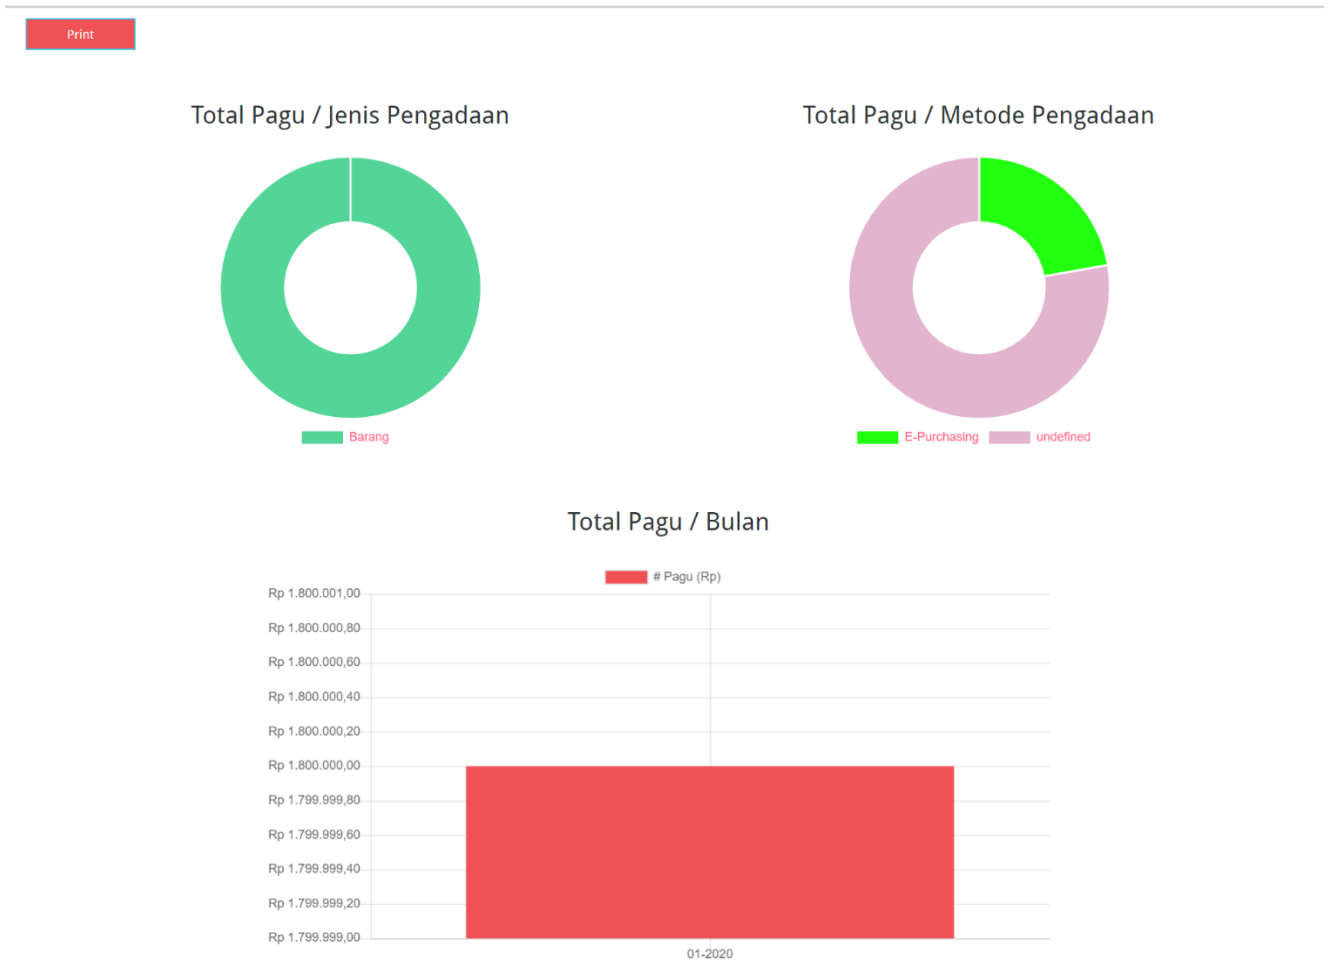 Print
Total Pagu / Jenis Pengadaan
Barang
Total Pagu / Metode Pengadaan
E-Purchasing undefined
Total Pagu / Bulan
# Pagu (Rp)
Rp 1.800.001,00
Rp 1.800.000,80
Rp 1.800.000,60
Rp 1.800.000,40
Rp 1.800.000,20
Rp 1.800.000,00
Rp 1.799.999,80
Rp 1.799.999,60
Rp 1.799.999,40
Rp 1.799.999,20
Rp 1.799.999,00
01-2020